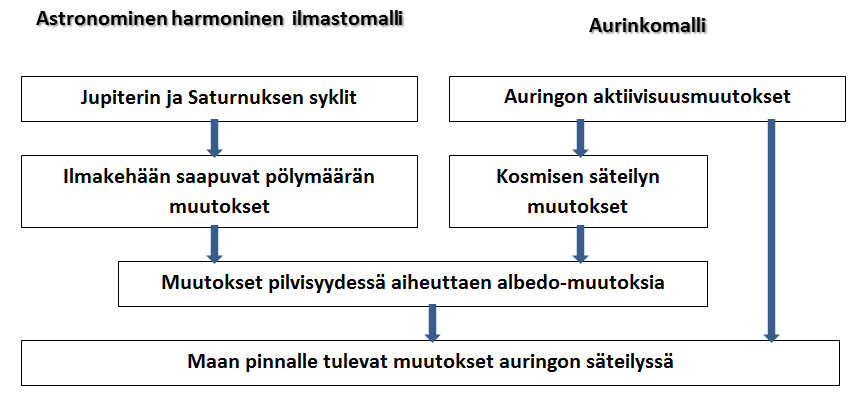 Astronominen harmoninen ilmastomalli
Aurinkomalli
Jupiterin ja Saturnuksen syklit
Auringon aktiivisuusmuutokset
Ilmakehään saapuvat pölymäärän
muutokset
Kosmisen säteilyn
muutokset
Muutokset pilvisyydessä aiheuttaen albedo-muutoksia
Maan pinnalle tulevat muutokset auringon säteilyssä